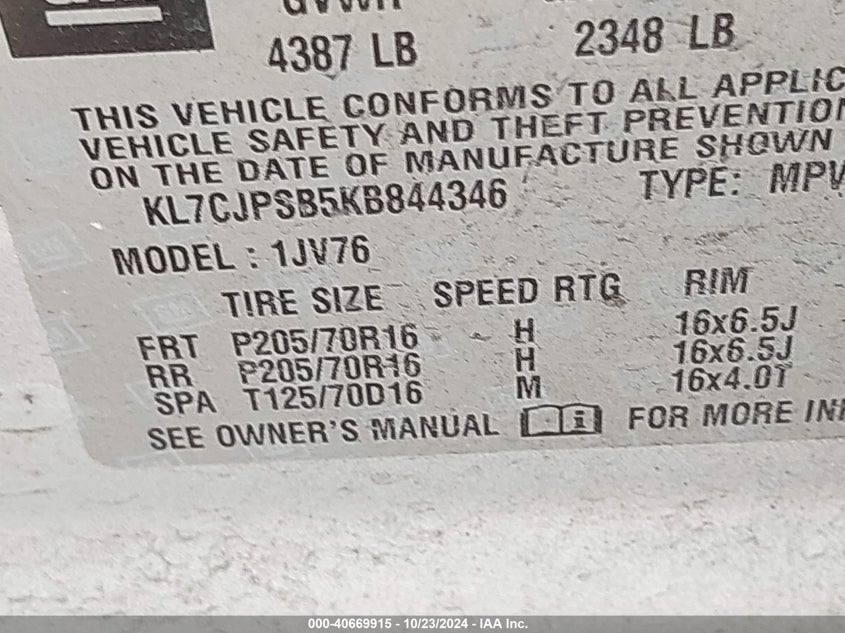 GVWR
4387 LB 2348 LB
THIS VEHICLE CONFORMS TO ALL APPLIC
VEHICLE SAFETY AND THEFT PREVENTION
ON THE DATE OF MANUFACTURE SHOWN
KL7CJPSB5KB844346 TYPE: MPV
MODEL : 1JV76
TIRE SIZE SPEED RTG RIM
FRT P205/70R16 H 16x6.5J
RR P205/70R16 H 16x6.5J
SPA T125/70D16 M 16x4.0T
SEE OWNER'S MANUAL FOR MORE INF
000-40669915 - 10/23/2024 - IAA Inc.